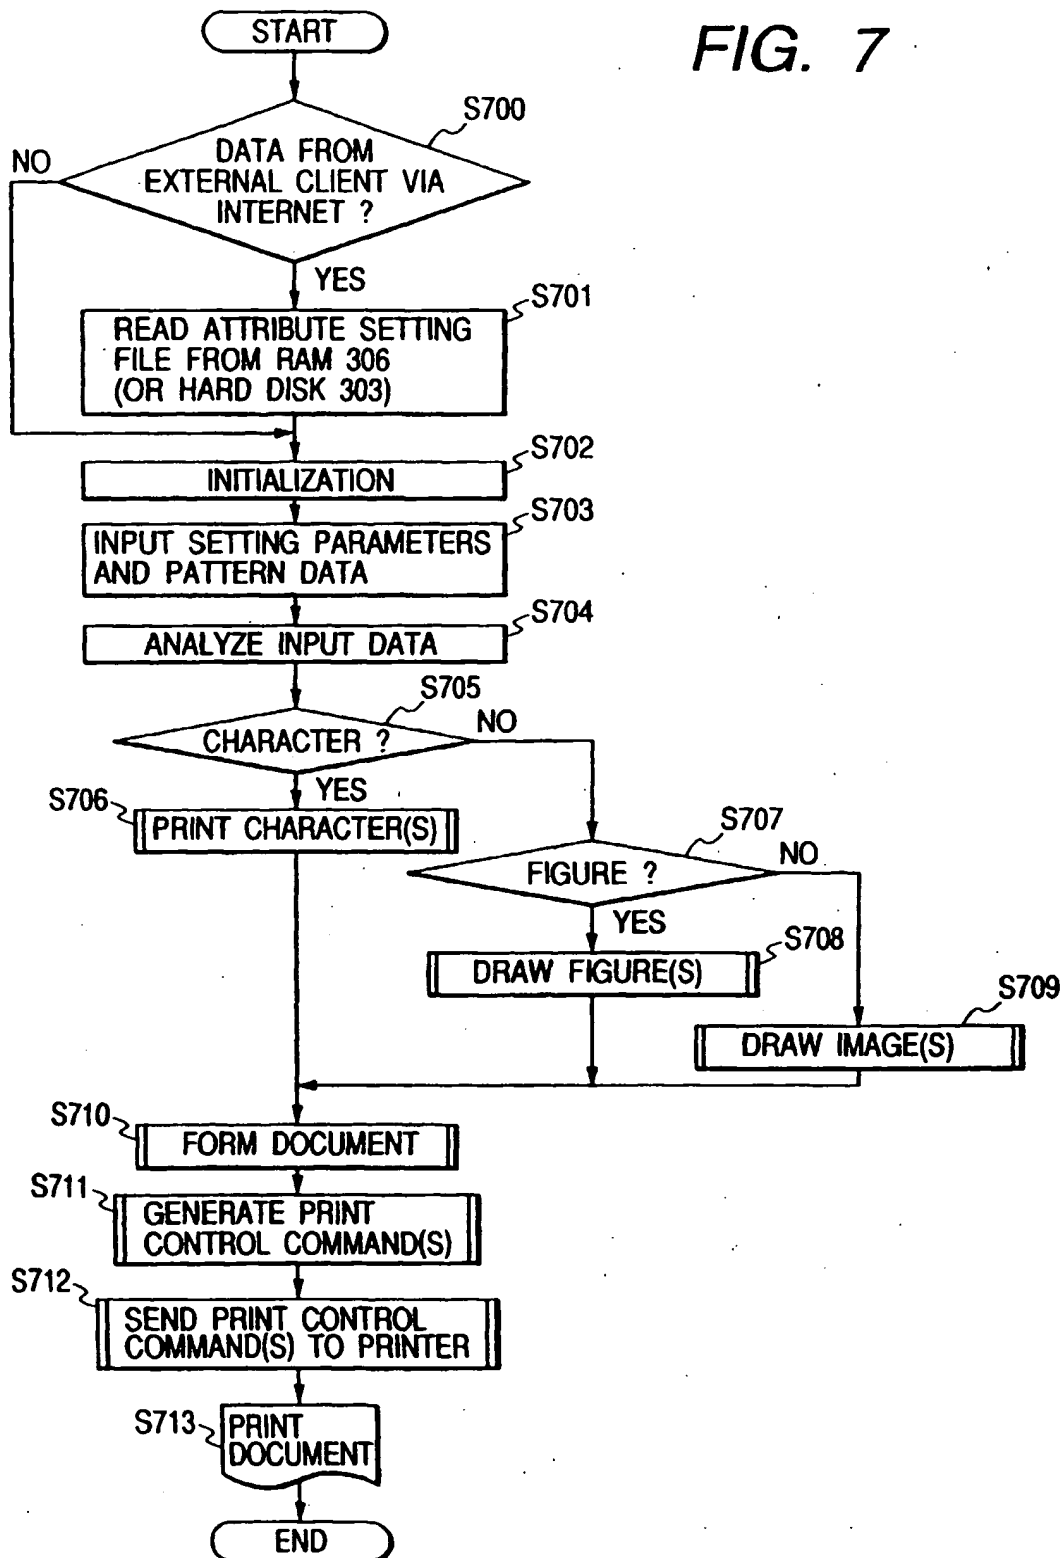 FIG. 7
START
S700
DATA FROM
EXTERNAL CLIENT VIA
INTERNET ?
NO
YES
S701
READ ATTRIBUTE SETTING
FILE FROM RAM 306
(OR HARD DISK 303)
S702
INITIALIZATION
S703
INPUT SETTING PARAMETERS
AND PATTERN DATA
S704
ANALYZE INPUT DATA
S705
CHARACTER ?
NO
YES
S706
PRINT CHARACTER(S)
S707
FIGURE ?
NO
YES
S708
DRAW FIGURE(S)
S709
DRAW IMAGE(S)
S710
FORM DOCUMENT
S711
GENERATE PRINT
CONTROL COMMAND(S)
S712
SEND PRINT CONTROL
COMMAND(S) TO PRINTER
S713
PRINT
DOCUMENT
END